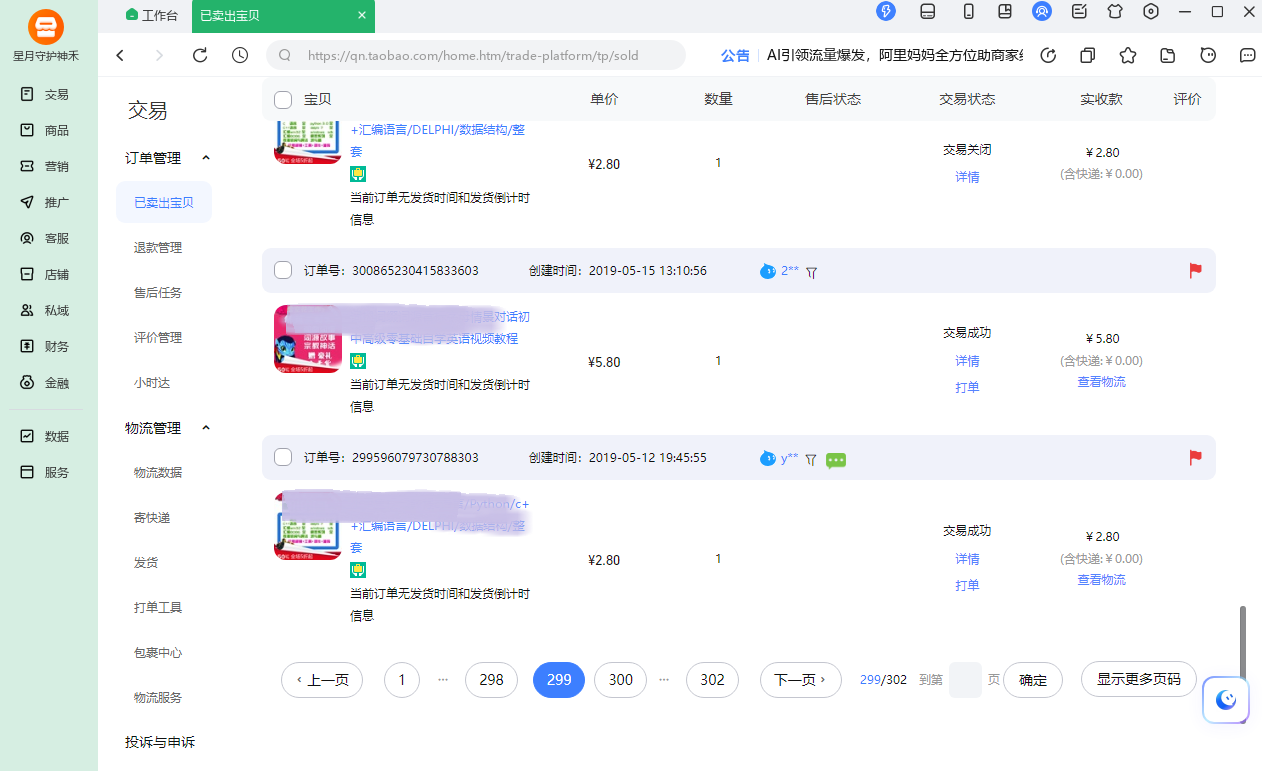 工作台
已卖出宝贝
星月守护神禾
交易
商品
营销
推广
客服
店铺
私域
财务
金融
数据
服务
https://qn.taobao.com/home.htm/trade-platform/tp/sold
公告
AI引领流量爆发，阿里妈妈全方位助商家
交易
订单管理
已卖出宝贝
退款管理
售后任务
评价管理
小时达
物流管理
物流数据
寄快递
发货
打单工具
包裹中心
物流服务
投诉与申诉
宝贝 单价 数量 售后状态 交易状态 实收款 评价
+汇编语言/DELPHI/数据结构/整
套
当前订单无发货时间和发货倒计时
信息
¥2.80
1
交易关闭
详情
¥2.80
(含快递:¥0.00)
订单号: 300865230415833603 创建时间: 2019-05-15 13:10:56 2**
对话初
中高级零基础自学英语视频教程
当前订单无发货时间和发货倒计时
信息
¥5.80
1
交易成功
详情
打单
¥5.80
(含快递:¥0.00)
查看物流
订单号: 299596079730788303 创建时间: 2019-05-12 19:45:55 y**
/Python/c+
+汇编语言/DELPHI/数据结构/整
套
当前订单无发货时间和发货倒计时
信息
¥2.80
1
交易成功
详情
打单
¥2.80
(含快递:¥0.00)
查看物流
‹ 上一页 1 ··· 298 299 300 ··· 302 下一页 › 299/302 到第 页 确定 显示更多页码